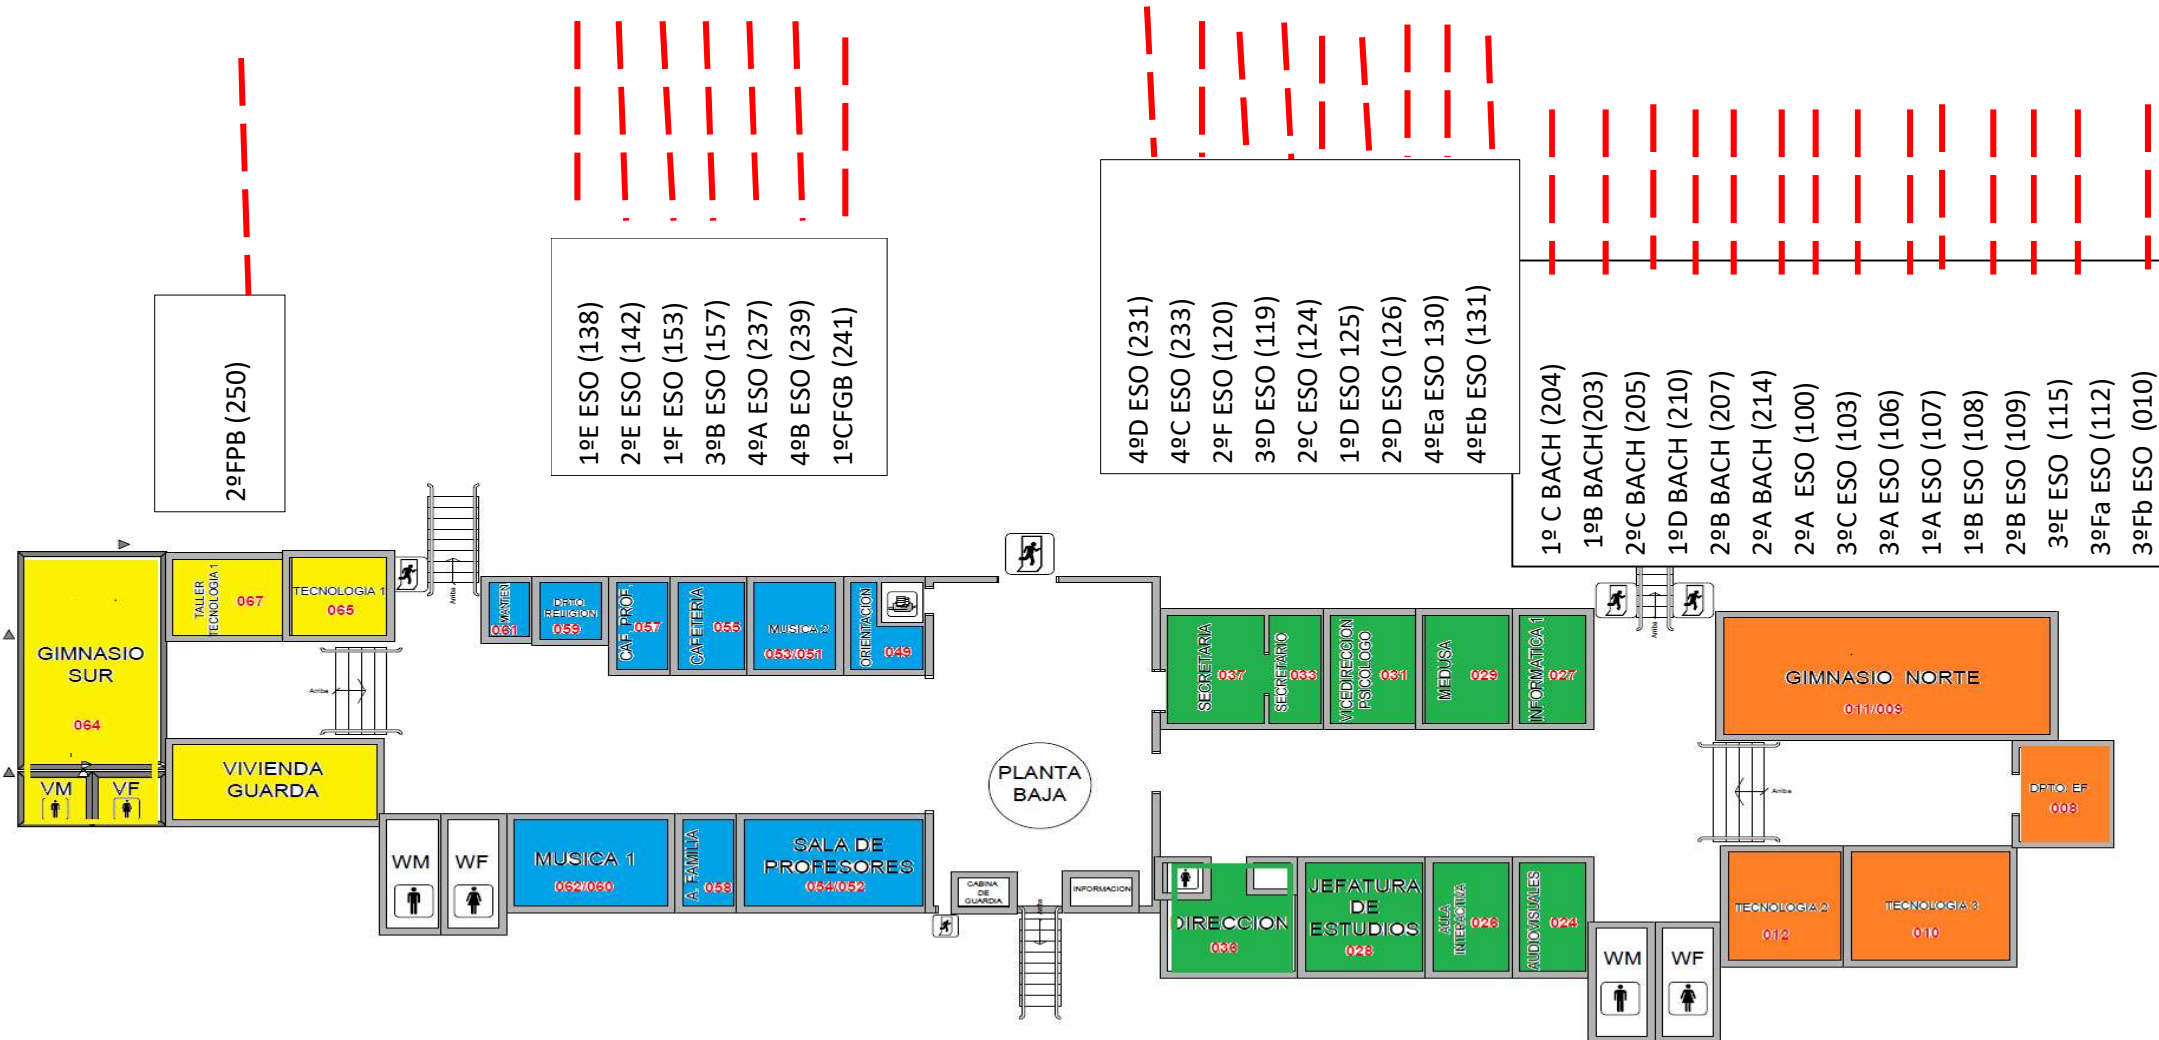 2ºFPB (250)
1ºE ESO (138)
2ºE ESO (142)
1ºF ESO (153)
3ºB ESO (157)
4ºA ESO (237)
4ºB ESO (239)
1ºCFGB (241)
4ºD ESO (231)
4ºC ESO (233)
2ºF ESO (120)
3ºD ESO (119)
2ºC ESO (124)
1ºD ESO 125)
2ºD ESO (126)
4ºEa ESO 130)
4ºEb ESO (131)
1º C BACH (204)
1ºB BACH(203)
2ºC BACH (205)
1ºD BACH (210)
2ºB BACH (207)
2ºA BACH (214)
2ºA ESO (100)
3ºC ESO (103)
3ºA ESO (106)
1ºA ESO (107)
1ºB ESO (108)
2ºB ESO (109)
3ºE ESO (115)
3ºFa ESO (112)
3ºFb ESO (010)
GIMNASIO
SUR
064
TALLER
TECNOLOGIA 1
067
TECNOLOGIA 1
065
Arriba
Arriba
VM
VF
VIVIENDA
GUARDA
MANTEN
061
DPTO.
RELIGION
059
CAF. PROF.
057
CAFETERIA
055
MUSICA 2
053/051
ORIENTACION
049
WM
WF
MUSICA 1
062/060
A. FAMILIA
058
SALA DE
PROFESORES
054/052
PLANTA
BAJA
CABINA
DE
GUARDIA
INFORMACION
Arriba
SECRETARIA
037
SECRETARIO
033
VICEDIRECCION
PSICOLOGO
031
MEDUSA
029
INFORMATICA 1
027
DIRECCION
036
JEFATURA
DE
ESTUDIOS
028
AULA
INTERACTIVA
026
AUDIOVISUALES
024
WM
WF
Arriba
GIMNASIO NORTE
011/009
Arriba
DPTO. EF
008
TECNOLOGIA 2
012
TECNOLOGIA 3
010